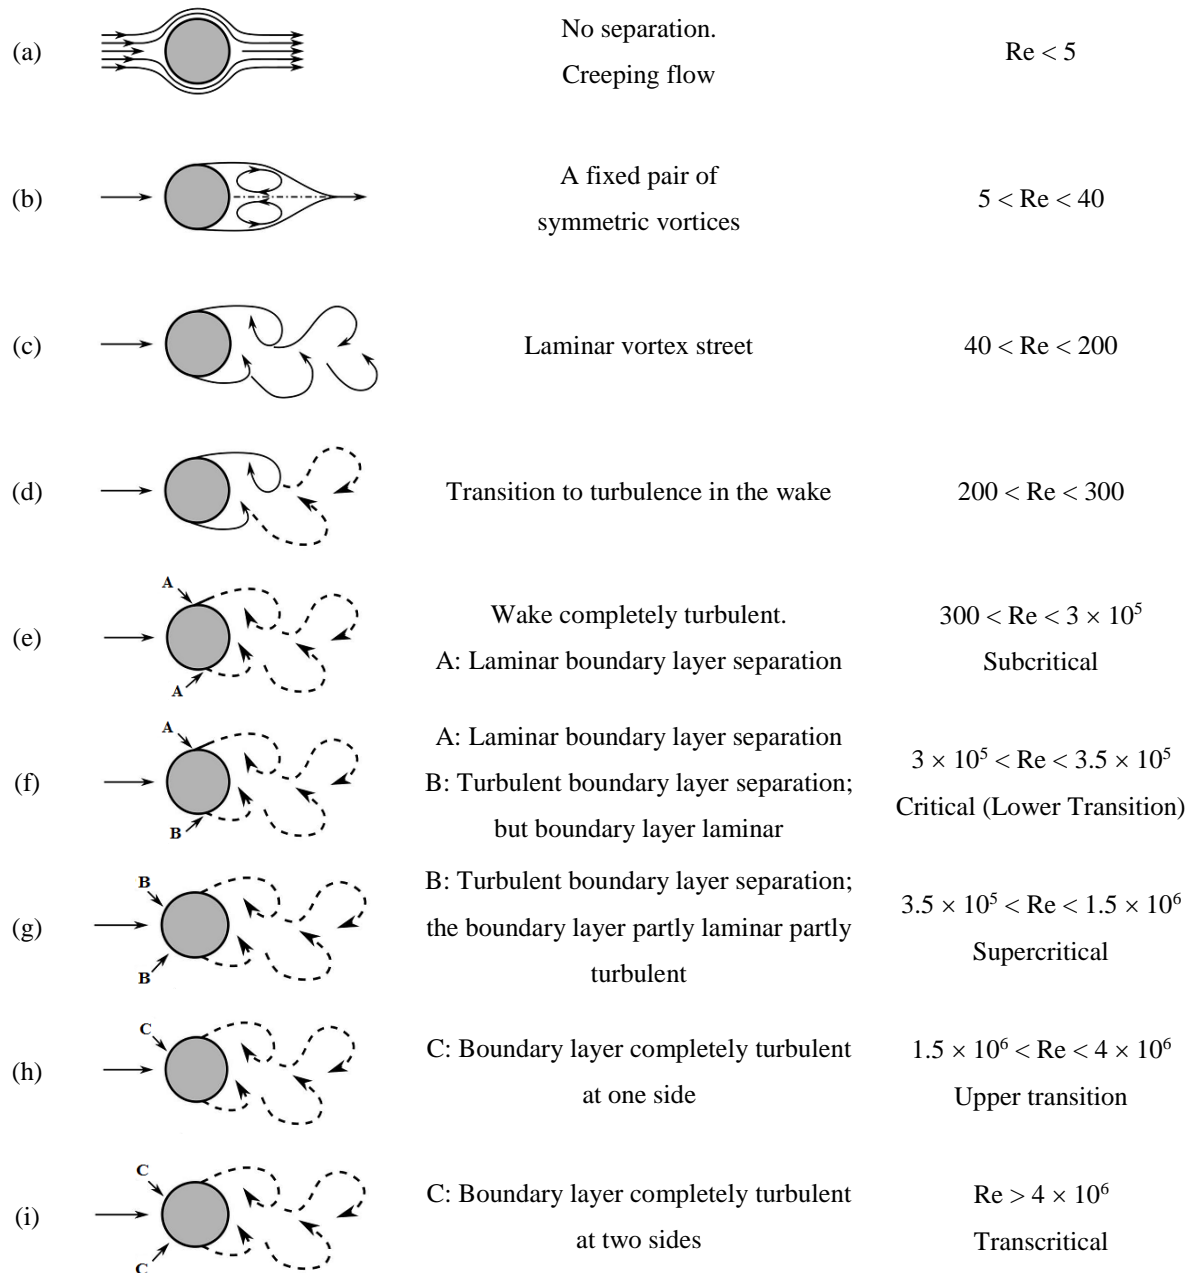 (a)
No separation.
Creeping flow
Re < 5
(b)
A fixed pair of
symmetric vortices
5 < Re < 40
(c)
Laminar vortex street
40 < Re < 200
(d)
Transition to turbulence in the wake
200 < Re < 300
A
A
(e)
Wake completely turbulent.
A: Laminar boundary layer separation
300 < Re < 3 × 10⁵
Subcritical
A
B
(f)
A: Laminar boundary layer separation
B: Turbulent boundary layer separation;
but boundary layer laminar
3 × 10⁵ < Re < 3.5 × 10⁵
Critical (Lower Transition)
B
B
(g)
B: Turbulent boundary layer separation;
the boundary layer partly laminar partly
turbulent
3.5 × 10⁵ < Re < 1.5 × 10⁶
Supercritical
C
(h)
C: Boundary layer completely turbulent
at one side
1.5 × 10⁶ < Re < 4 × 10⁶
Upper transition
C
C
(i)
C: Boundary layer completely turbulent
at two sides
Re > 4 × 10⁶
Transcritical